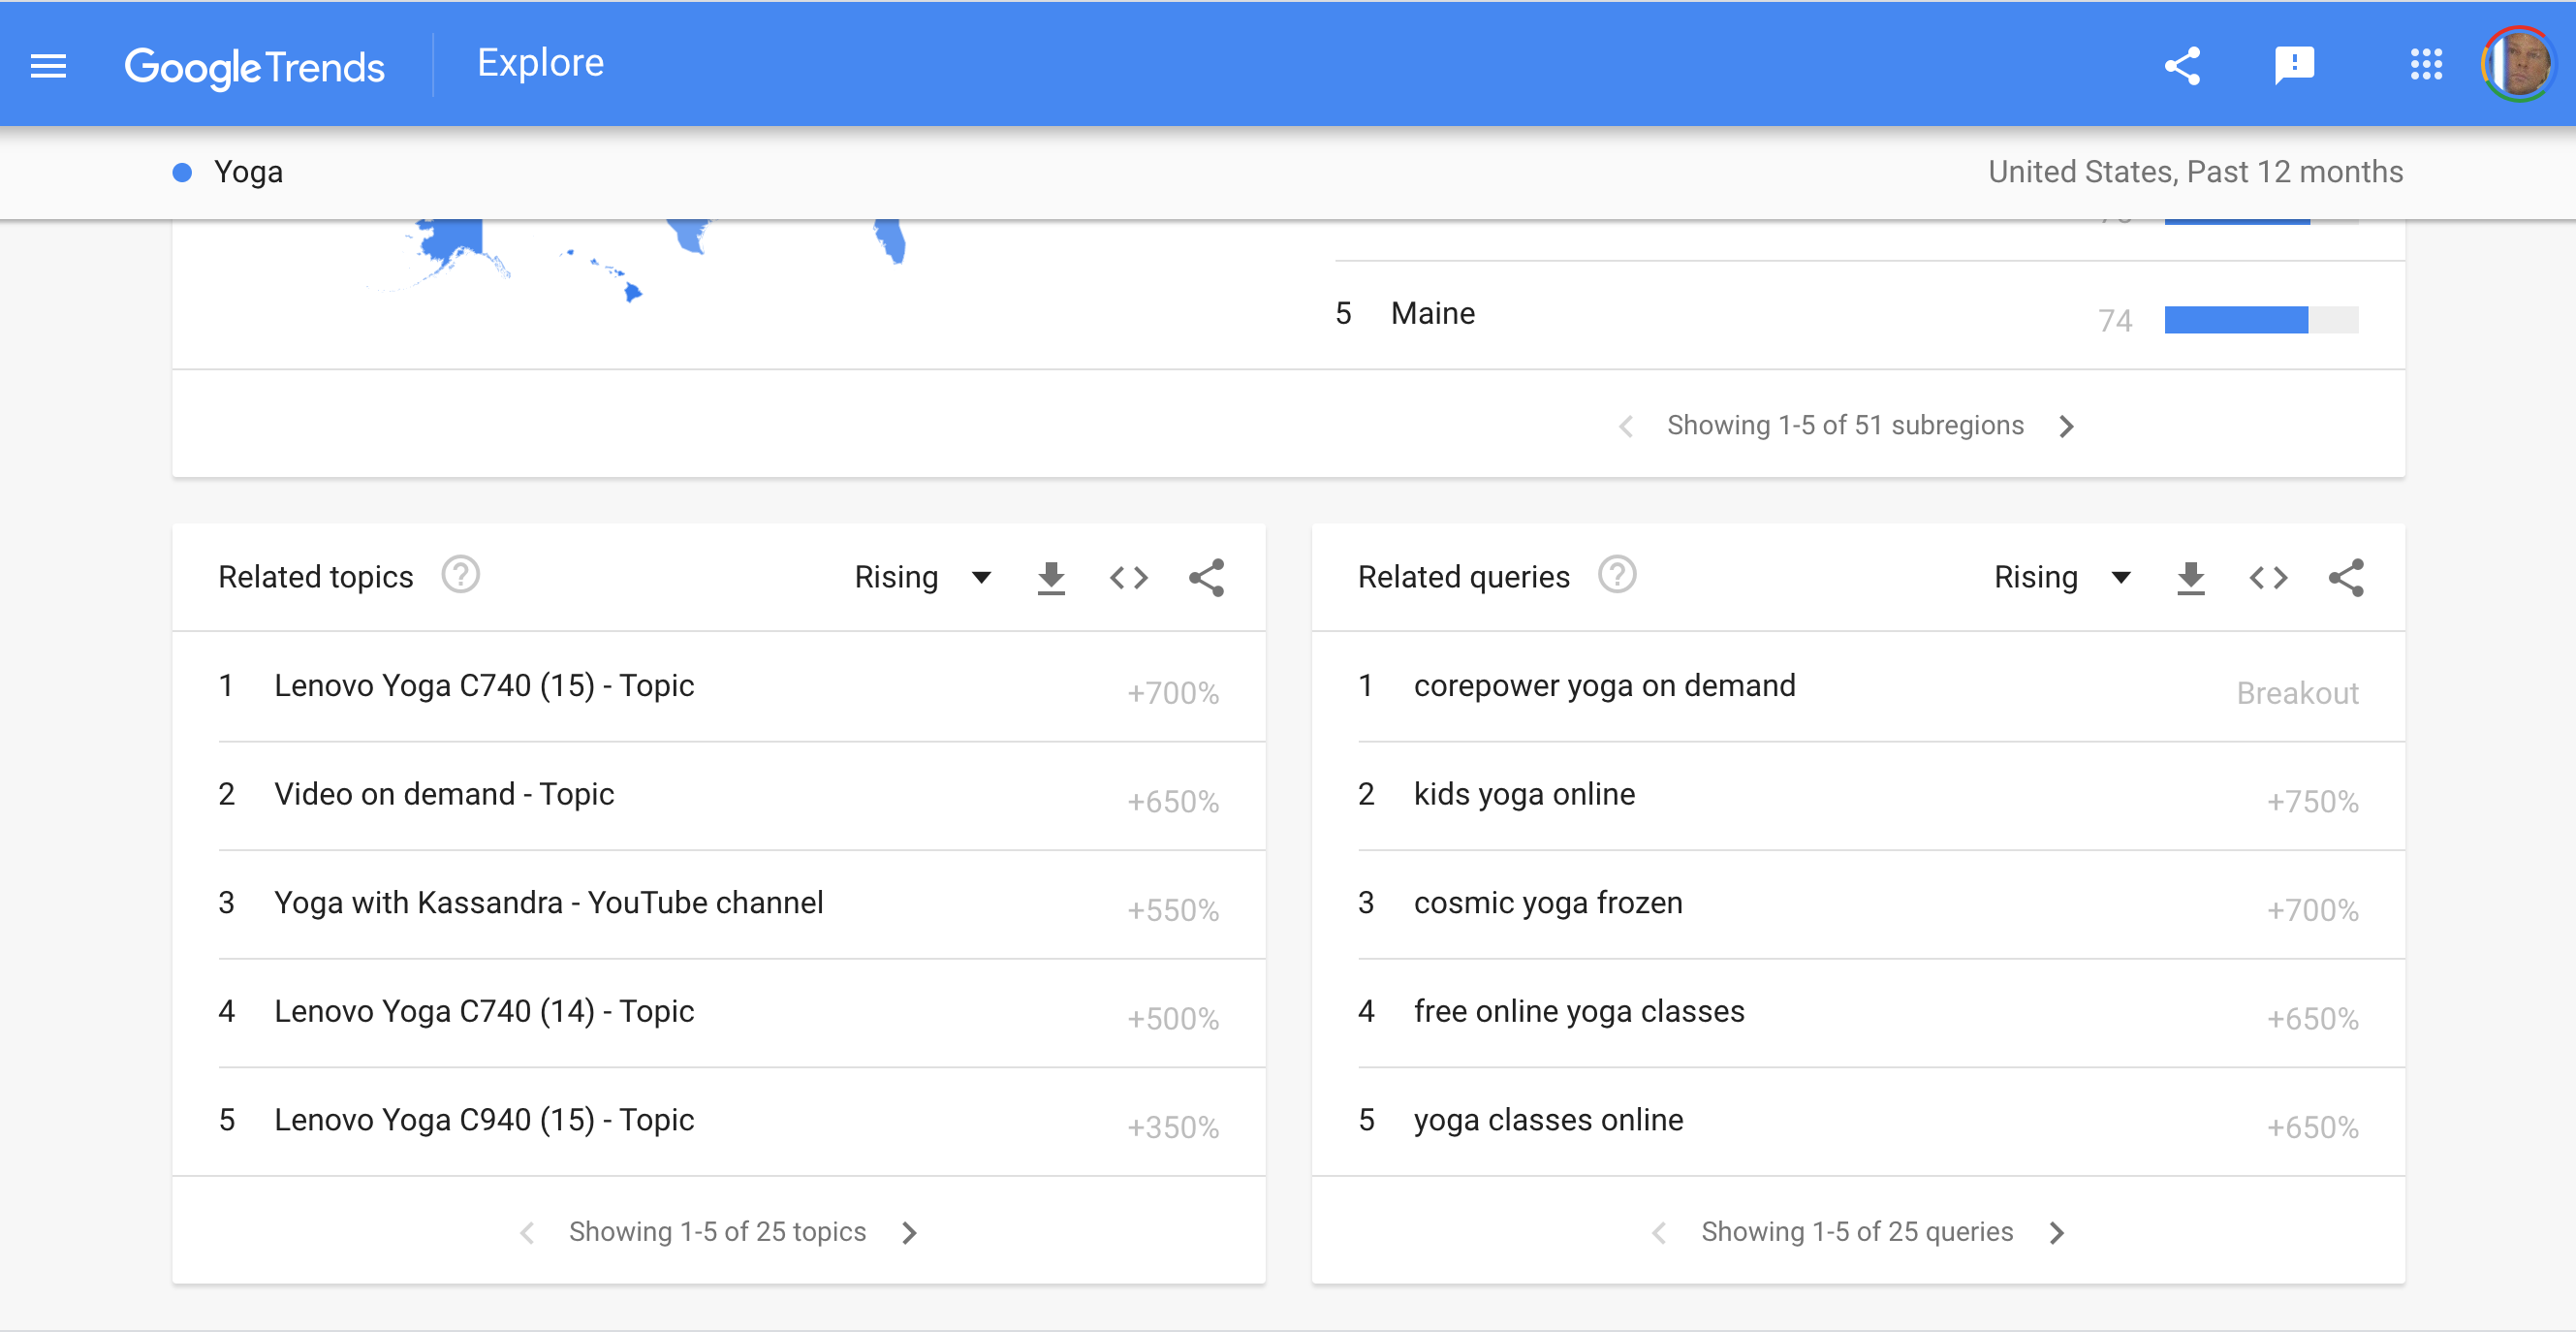 Google Trends Explore
Yoga United States, Past 12 months
5 Maine 74
Showing 1-5 of 51 subregions
Related topics ? Rising
1 Lenovo Yoga C740 (15) - Topic +700%
2 Video on demand - Topic +650%
3 Yoga with Kassandra - YouTube channel +550%
4 Lenovo Yoga C740 (14) - Topic +500%
5 Lenovo Yoga C940 (15) - Topic +350%
Showing 1-5 of 25 topics
Related queries ? Rising
1 corepower yoga on demand Breakout
2 kids yoga online +750%
3 cosmic yoga frozen +700%
4 free online yoga classes +650%
5 yoga classes online +650%
Showing 1-5 of 25 queries